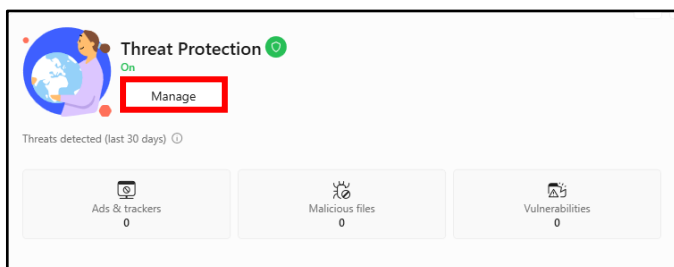 Threat Protection
On
Manage
Threats detected (last 30 days)
Ads & trackers
0
Malicious files
0
Vulnerabilities
0